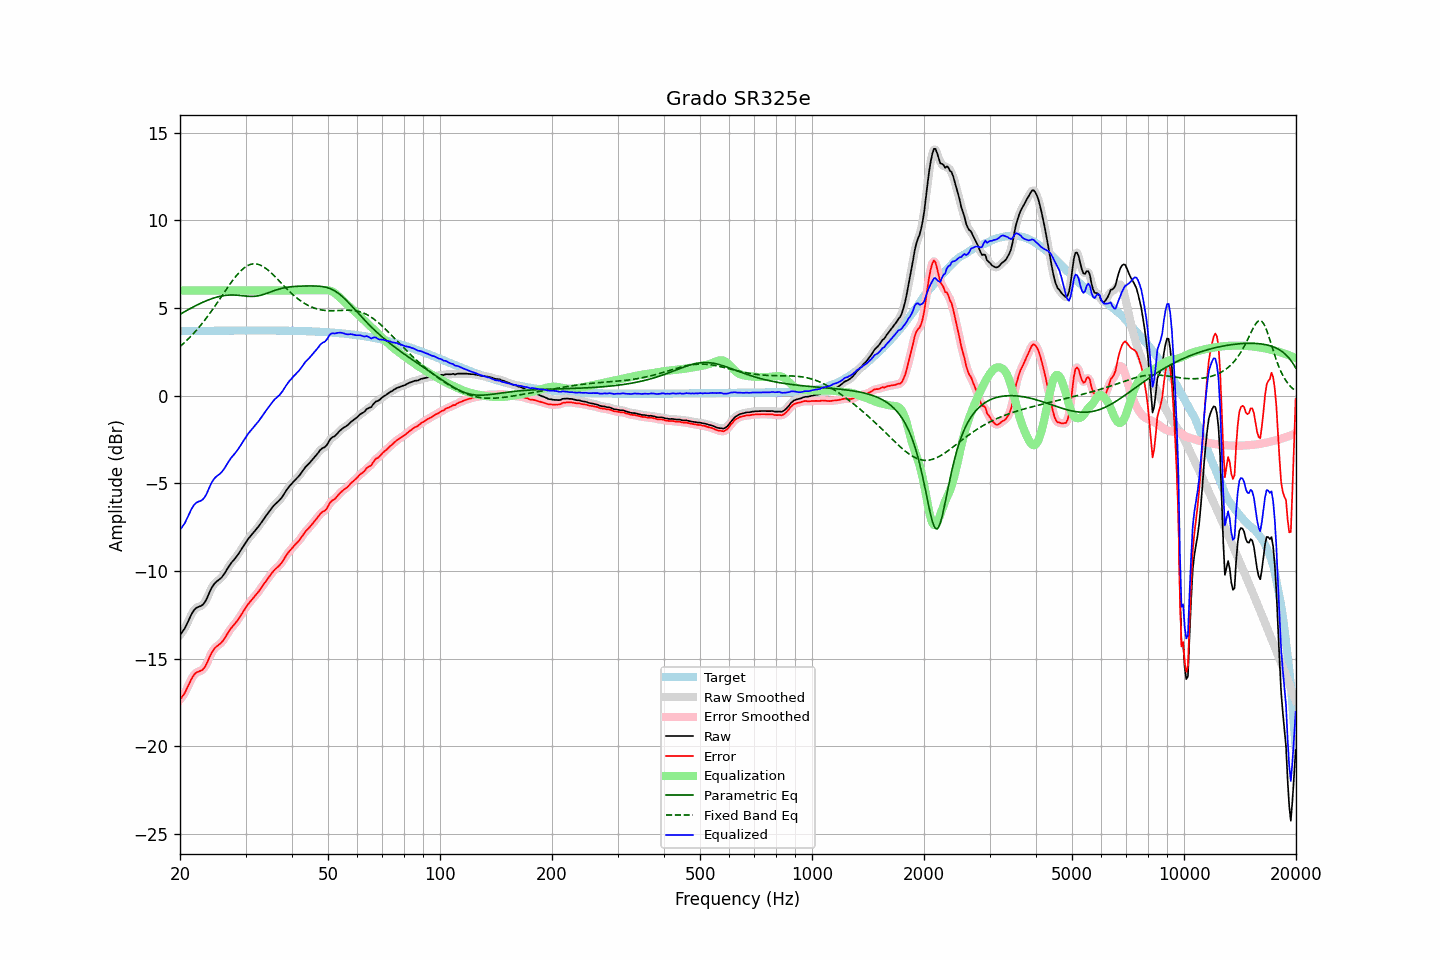 Grado SR325e
Amplitude (dBr)
15
10
5
0
−5
−10
−15
−20
−25
Target
Raw Smoothed
Error Smoothed
Raw
Error
Equalization
Parametric Eq
Fixed Band Eq
Equalized
20 50 100 200 500 1000 2000 5000 10000 20000
Frequency (Hz)